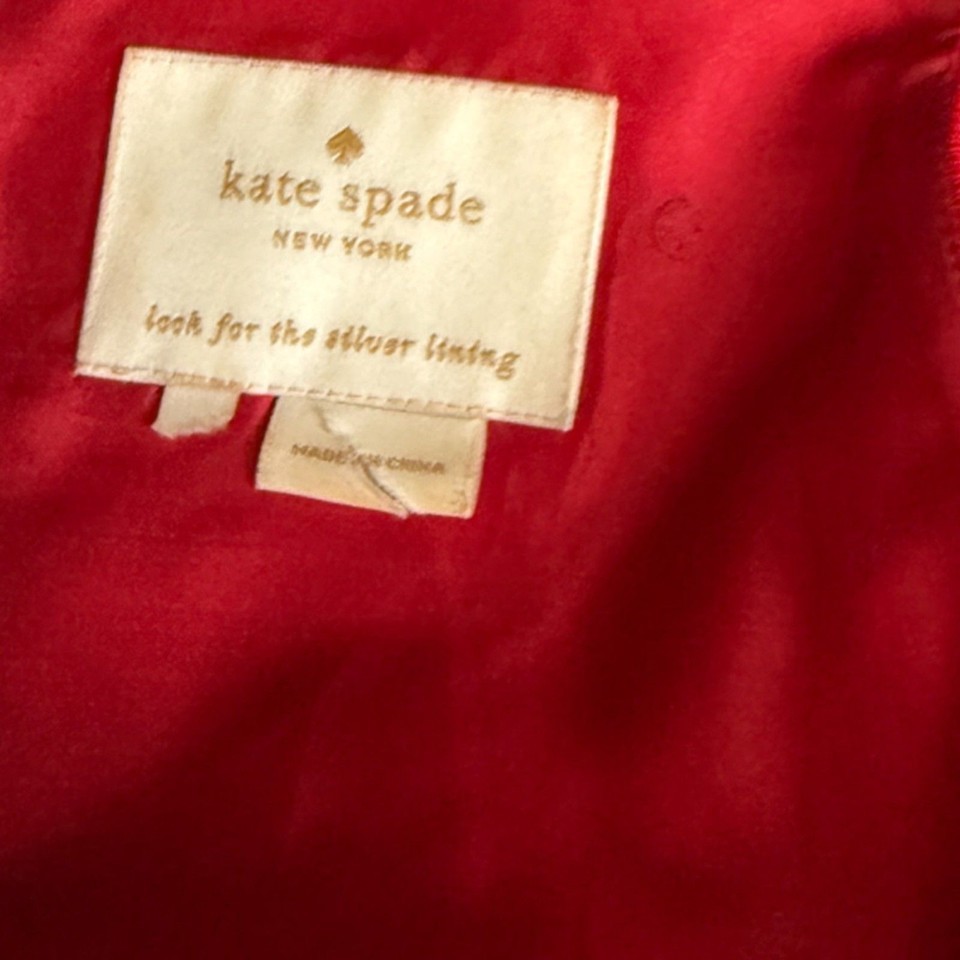 kate spade
NEW YORK
look for the silver lining
MADE IN CHINA